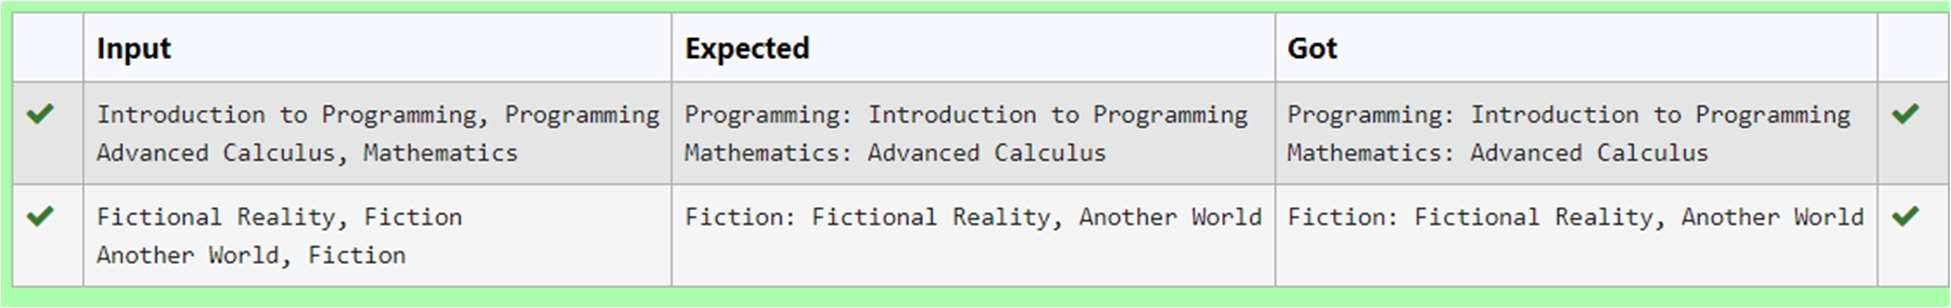 Input Expected Got
Introduction to Programming, Programming Programming: Introduction to Programming Programming: Introduction to Programming
Advanced Calculus, Mathematics Mathematics: Advanced Calculus Mathematics: Advanced Calculus
Fictional Reality, Fiction Fiction: Fictional Reality, Another World Fiction: Fictional Reality, Another World
Another World, Fiction